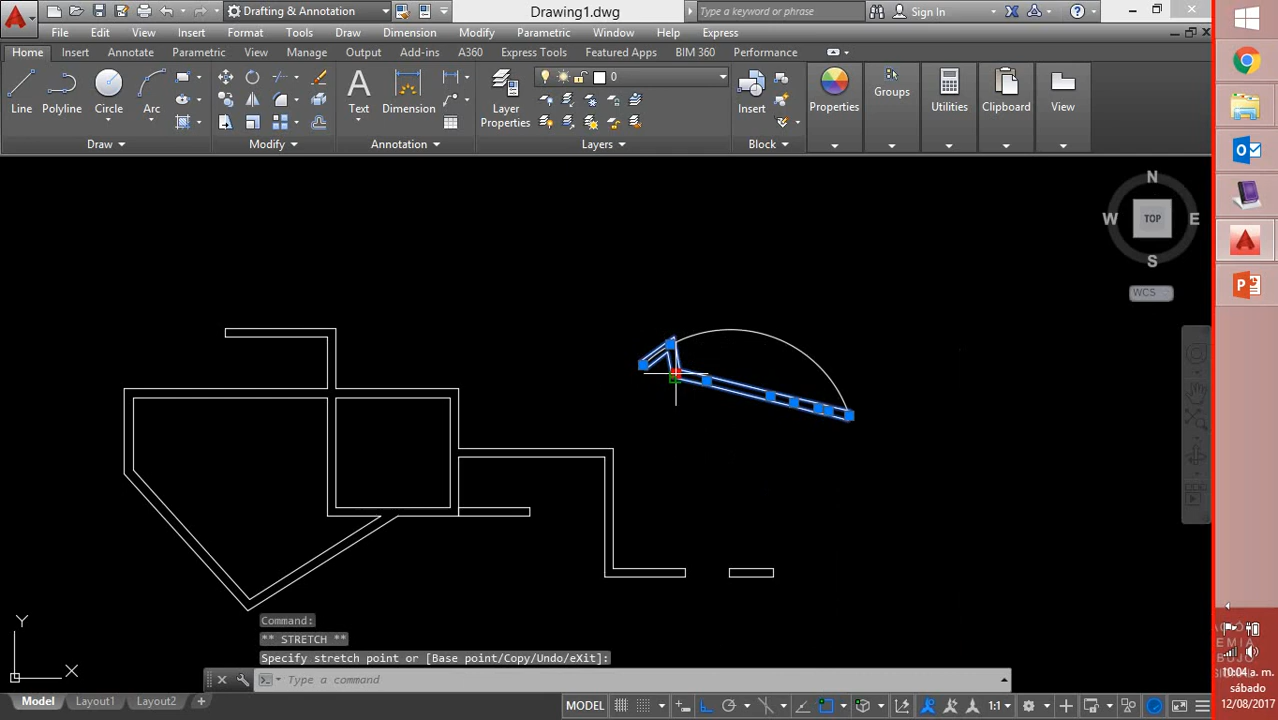 Drafting & Annotation
Drawing1.dwg
Type a keyword or phrase
Sign In
File Edit View Insert Format Tools Draw Dimension Modify Parametric Window Help Express
Home Insert Annotate Parametric View Manage Output Add-ins A360 Express Tools Featured Apps BIM 360 Performance
0
Line Polyline Circle Arc
Text Dimension
Layer
Properties
Insert
Properties
Groups
Utilities
Clipboard
View
Draw
Modify
Annotation
Layers
Block
N
W TOP E
S
WCS
Command:
** STRETCH **
Specify stretch point or [Base point/Copy/Undo/eXit]:
Type a command
Y
X
Model Layout1 Layout2 +
MODEL
1:1
EMIA
BUJO
10:04 a.m.
sábado
12/08/2017